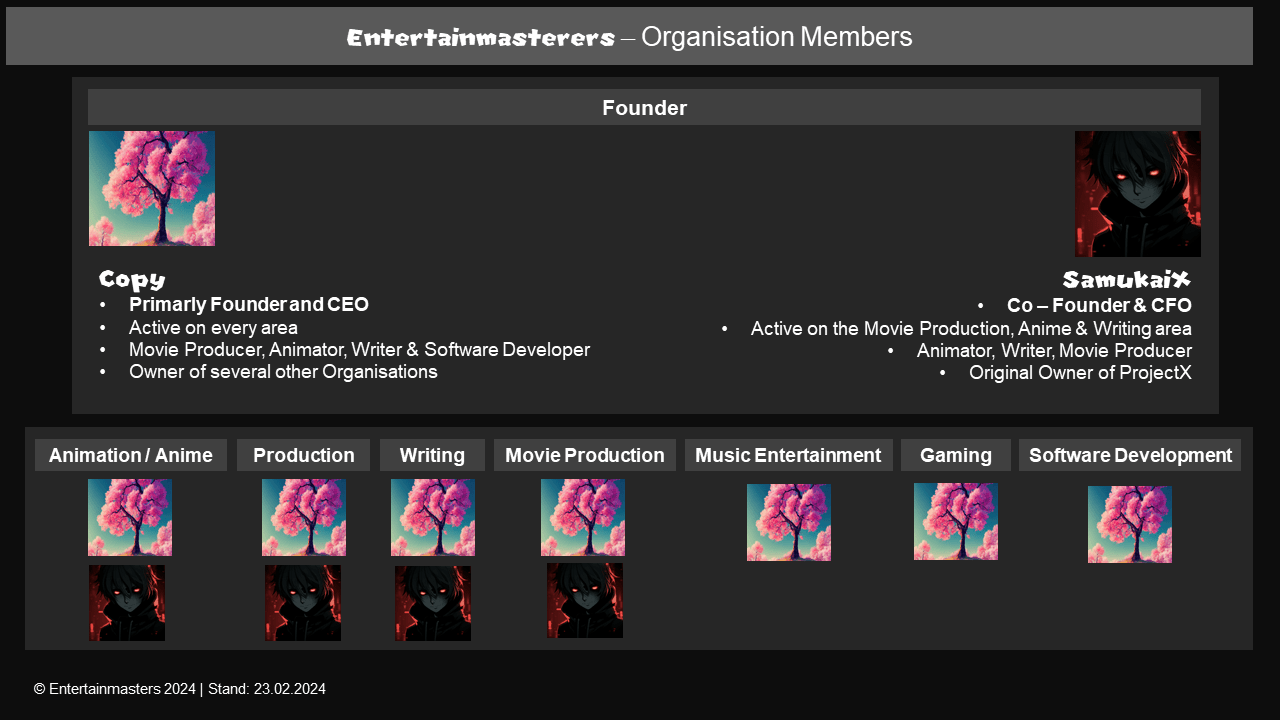 Entertainmasterers – Organisation Members
Founder
Copy
• Primarly Founder and CEO
• Active on every area
• Movie Producer, Animator, Writer & Software Developer
• Owner of several other Organisations
SamukaiX
• Co – Founder & CFO
• Active on the Movie Production, Anime & Writing area
• Animator, Writer, Movie Producer
• Original Owner of ProjectX
Animation / Anime
Production
Writing
Movie Production
Music Entertainment
Gaming
Software Development
© Entertainmasters 2024 | Stand: 23.02.2024